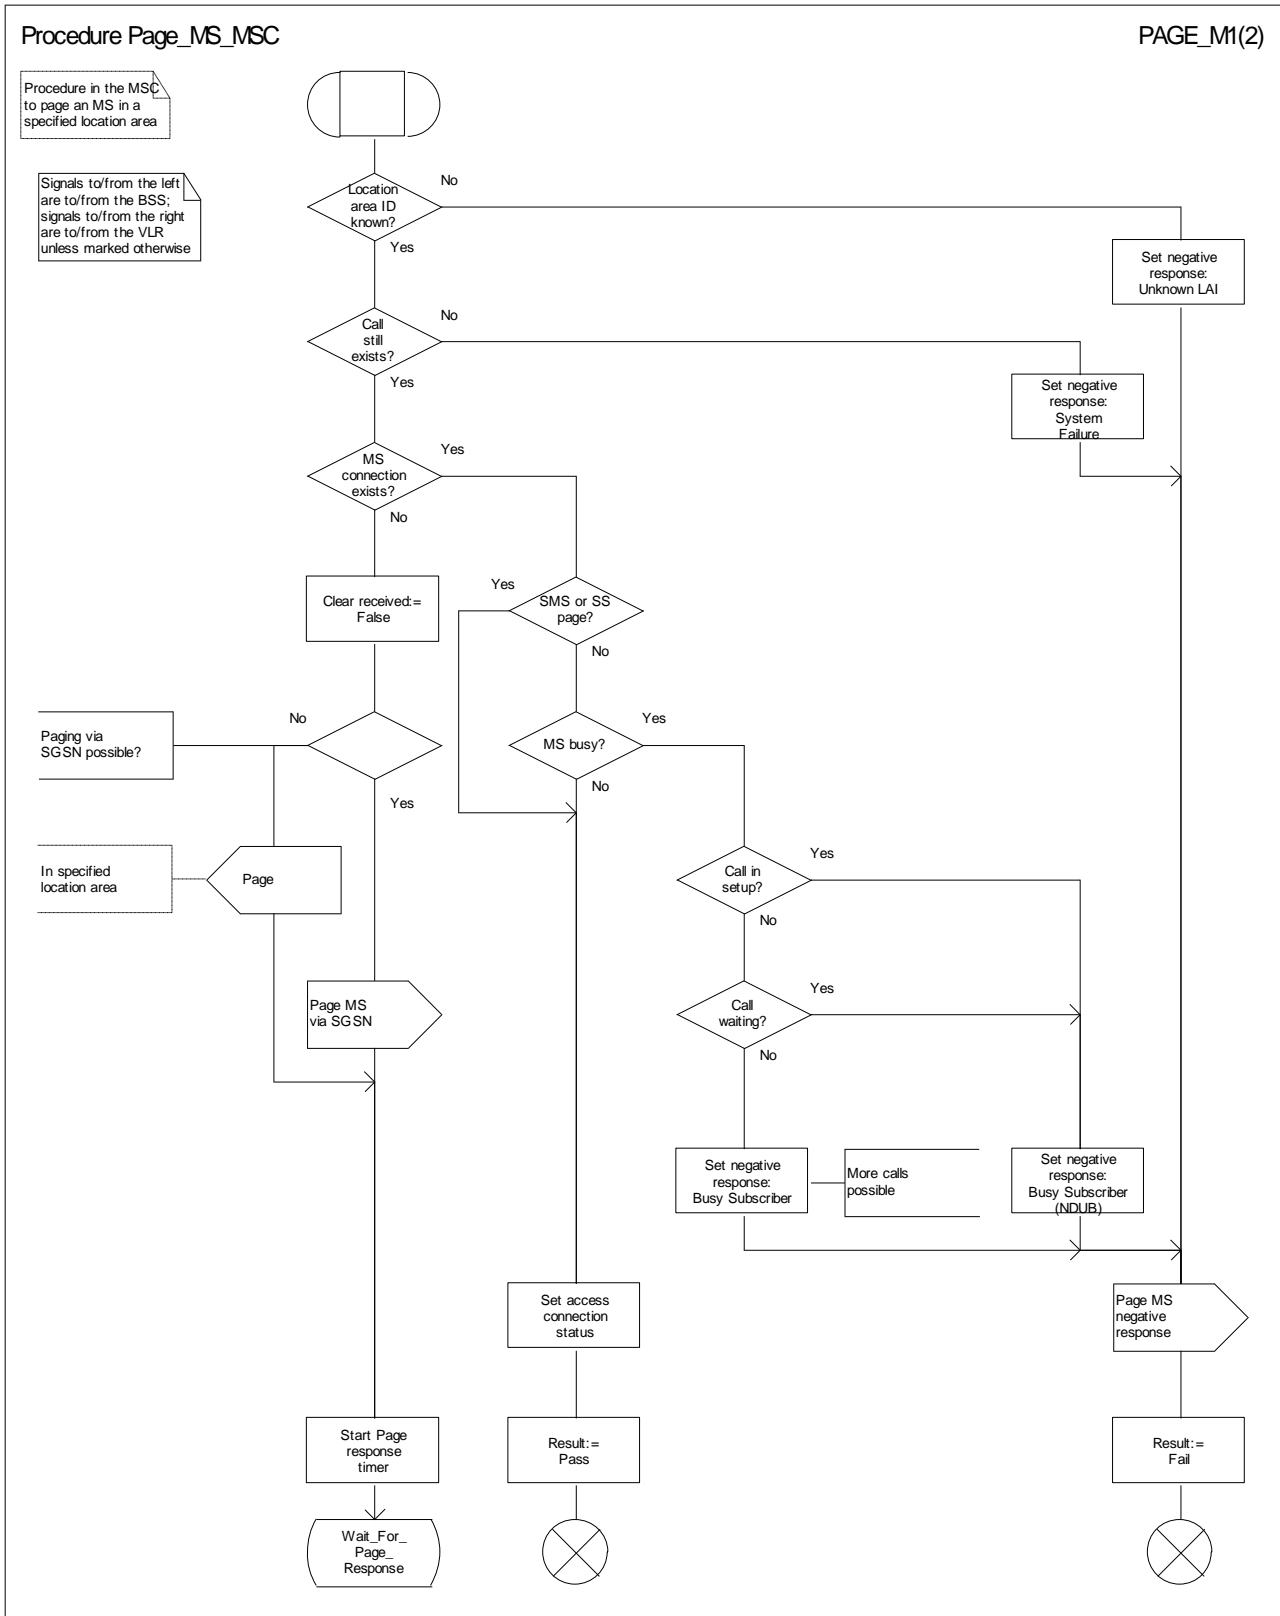 Procedure Page_MS_MSC
PAGE_M1(2)
Procedure in the MSC
to page an MS in a
specified location area
Signals to/from the left
are to/from the BSS;
signals to/from the right
are to/from the VLR
unless marked otherwise
Location
area ID
known?
No
Yes
Set negative
response:
Unknown LAI
Call
still
exists?
No
Yes
Set negative
response:
System
Failure
MS
connection
exists?
Yes
No
Clear received:=
False
Yes
SMS or SS
page?
No
Paging via
SGSN possible?
No
Yes
MS busy?
Yes
No
In specified
location area
Page
Call in
setup?
Yes
No
Page MS
via SGSN
Call
waiting?
Yes
No
Set negative
response:
Busy Subscriber
More calls
possible
Set negative
response:
Busy Subscriber
(NDUB)
Set access
connection
status
Page MS
negative
response
Start Page
response
timer
Result:=
Pass
Result:=
Fail
Wait_For_
Page_
Response